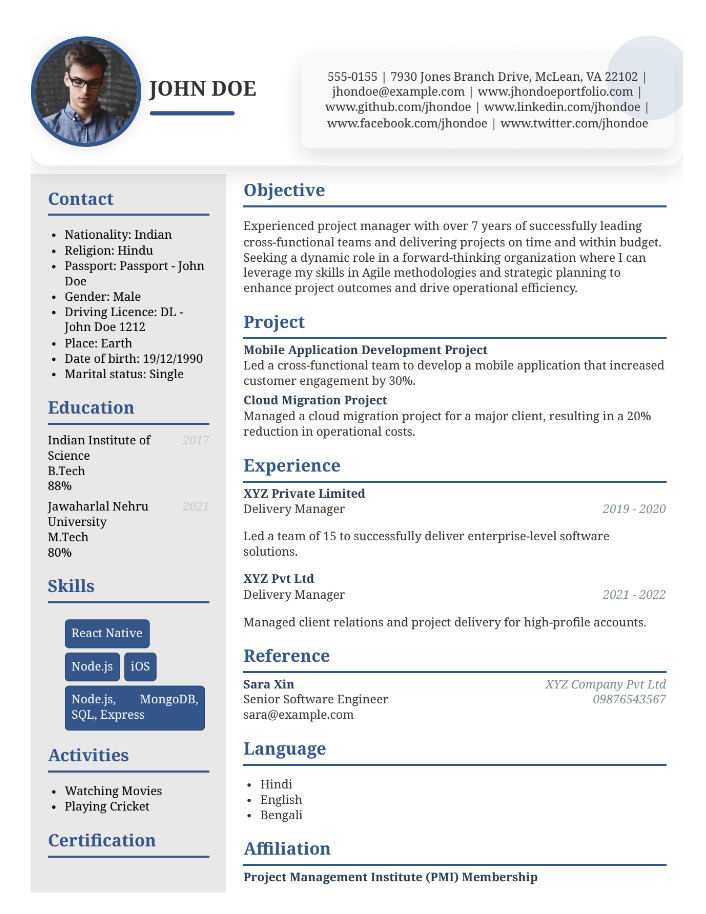 JOHN DOE
555-0155 | 7930 Jones Branch Drive, McLean, VA 22102 |
jhondoe@example.com | www.jhondoeportfolio.com |
www.github.com/jhondoe | www.linkedin.com/jhondoe |
www.facebook.com/jhondoe | www.twitter.com/jhondoe
Contact
• Nationality: Indian
• Religion: Hindu
• Passport: Passport - John
Doe
• Gender: Male
• Driving Licence: DL -
John Doe 1212
• Place: Earth
• Date of birth: 19/12/1990
• Marital status: Single
Education
Indian Institute of 2017
Science
B.Tech
88%
Jawaharlal Nehru 2021
University
M.Tech
80%
Skills
React Native
Node.js iOS
Node.js, MongoDB,
SQL, Express
Activities
• Watching Movies
• Playing Cricket
Certification
Objective
Experienced project manager with over 7 years of successfully leading
cross-functional teams and delivering projects on time and within budget.
Seeking a dynamic role in a forward-thinking organization where I can
leverage my skills in Agile methodologies and strategic planning to
enhance project outcomes and drive operational efficiency.
Project
Mobile Application Development Project
Led a cross-functional team to develop a mobile application that increased
customer engagement by 30%.
Cloud Migration Project
Managed a cloud migration project for a major client, resulting in a 20%
reduction in operational costs.
Experience
XYZ Private Limited
Delivery Manager 2019 - 2020
Led a team of 15 to successfully deliver enterprise-level software
solutions.
XYZ Pvt Ltd
Delivery Manager 2021 - 2022
Managed client relations and project delivery for high-profile accounts.
Reference
Sara Xin XYZ Company Pvt Ltd
Senior Software Engineer 09876543567
sara@example.com
Language
• Hindi
• English
• Bengali
Affiliation
Project Management Institute (PMI) Membership